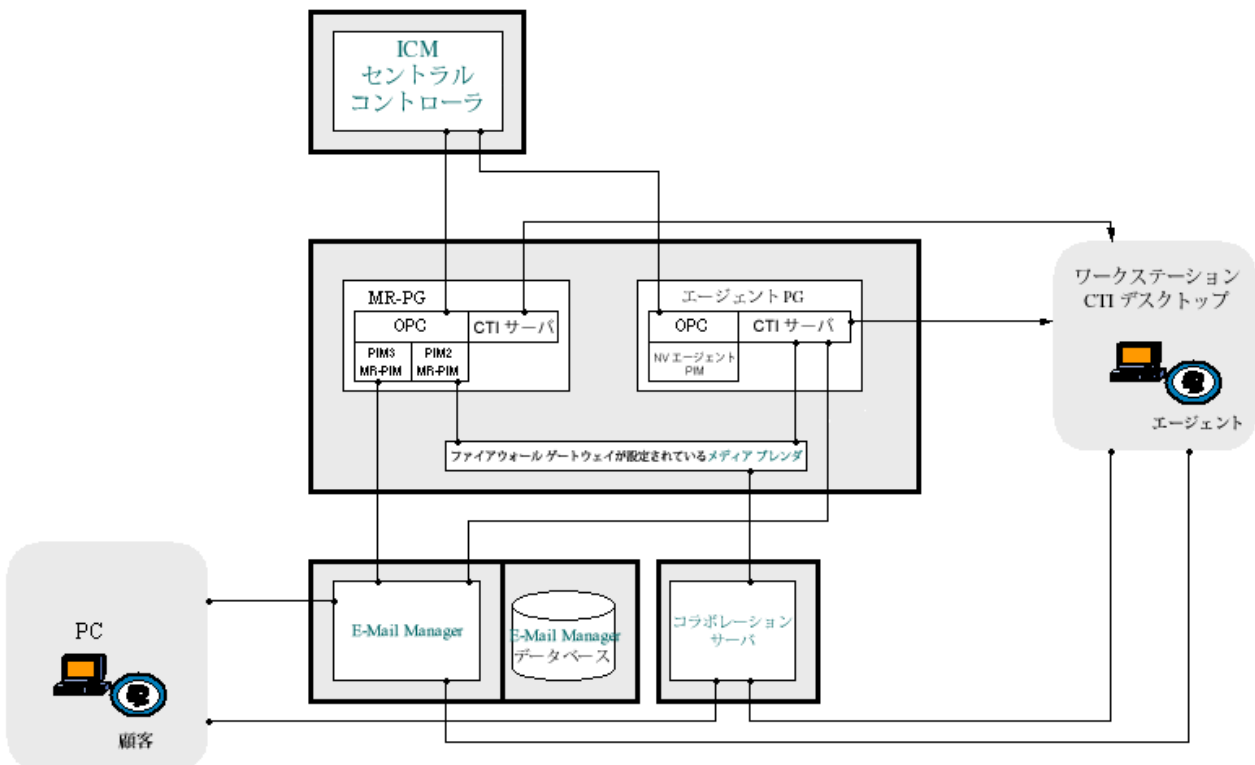 ICM
セントラル
コントローラ
MR-PG
OPC
CTI サーバ
PIM3
MR-PIM
PIM2
MR-PIM
エージェント PG
OPC
CTI サーバ
NV エージェント
PIM
ワークステーション
CTI デスクトップ
エージェント
ファイアウォール ゲートウェイが設定されているメディア ブレンダ
PC
顧客
E-Mail Manager
E-Mail Manager
データベース
コラボレーション
サーバ